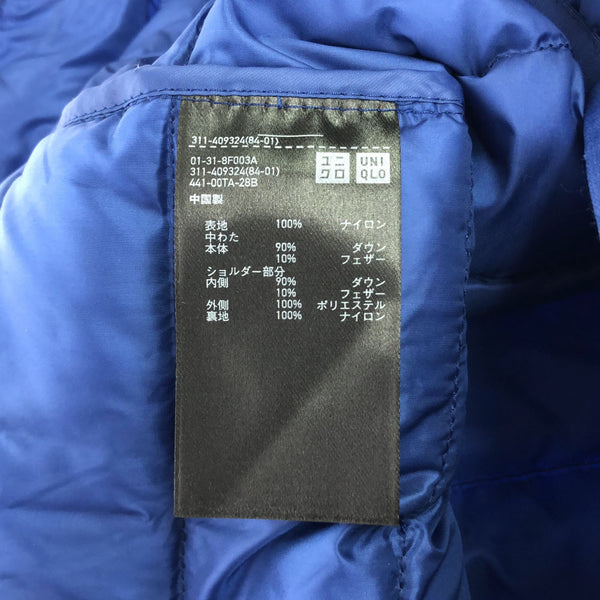 311-409324(84-01)
01-31-8F003A
311-409324(84-01)
441-00TA-28B
ユニ
クロ
UNI
QLO
中国製
表地 100% ナイロン
中わた
本体 90% ダウン
10% フェザー
ショルダー部分
内側 90% ダウン
10% フェザー
外側 100% ポリエステル
裏地 100% ナイロン